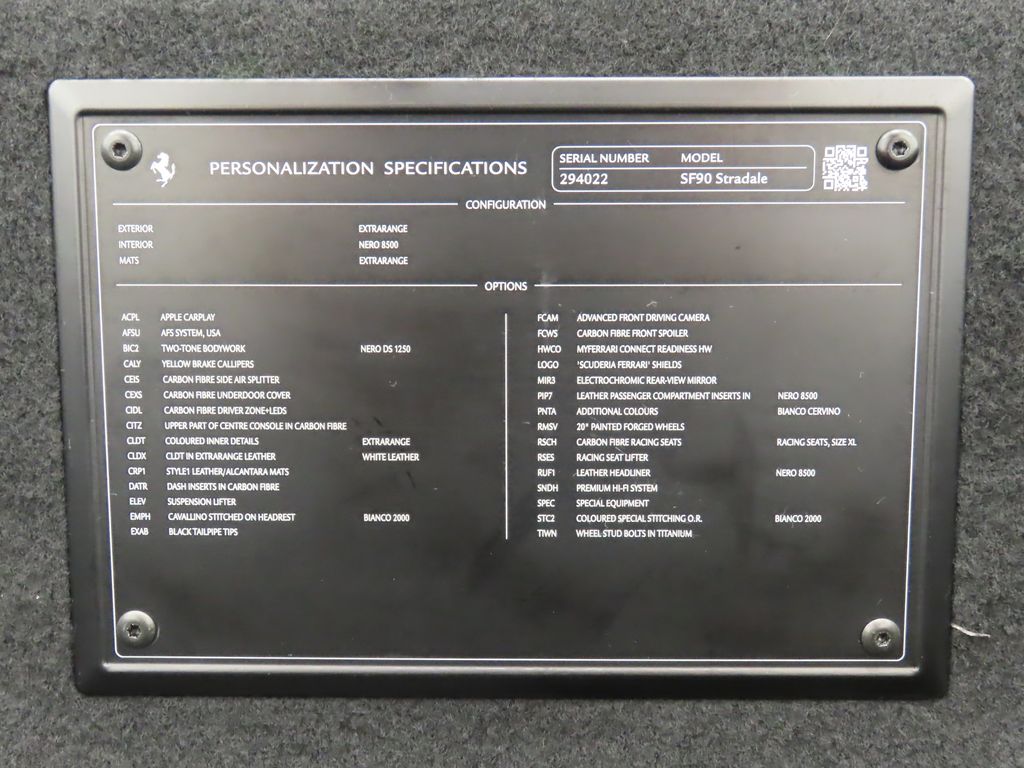 PERSONALIZATION SPECIFICATIONS
SERIAL NUMBER MODEL
294022 SF90 Stradale
CONFIGURATION
EXTERIOR EXTRARANGE
INTERIOR NERO 8500
MATS EXTRARANGE
OPTIONS
ACPL APPLE CARPLAY
AFSU AFS SYSTEM, USA
BIC2 TWO-TONE BODYWORK NERO DS 1250
CALY YELLOW BRAKE CALLIPERS
CEIS CARBON FIBRE SIDE AIR SPLITTER
CEXS CARBON FIBRE UNDERDOOR COVER
CIDL CARBON FIBRE DRIVER ZONE+LEDS
CITZ UPPER PART OF CENTRE CONSOLE IN CARBON FIBRE
CLDT COLOURED INNER DETAILS EXTRARANGE
CLDX CLDT IN EXTRARANGE LEATHER WHITE LEATHER
CRP1 STYLE1 LEATHER/ALCANTARA MATS
DATR DASH INSERTS IN CARBON FIBRE
ELEV SUSPENSION LIFTER
EMPH CAVALLINO STITCHED ON HEADREST BIANCO 2000
EXAB BLACK TAILPIPE TIPS
FCAM ADVANCED FRONT DRIVING CAMERA
FCWS CARBON FIBRE FRONT SPOILER
HWCO MYFERRARI CONNECT READINESS HW
LOGO 'SCUDERIA FERRARI' SHIELDS
MIR3 ELECTROCHROMIC REAR-VIEW MIRROR
PIP7 LEATHER PASSENGER COMPARTMENT INSERTS IN NERO 8500
PNTA ADDITIONAL COLOURS BIANCO CERVINO
RMSV 20" PAINTED FORGED WHEELS
RSCH CARBON FIBRE RACING SEATS RACING SEATS, SIZE XL
RSES RACING SEAT LIFTER
RUF1 LEATHER HEADLINER NERO 8500
SNDH PREMIUM HI-FI SYSTEM
SPEC SPECIAL EQUIPMENT
STC2 COLOURED SPECIAL STITCHING O.R. BIANCO 2000
TIWN WHEEL STUD BOLTS IN TITANIUM